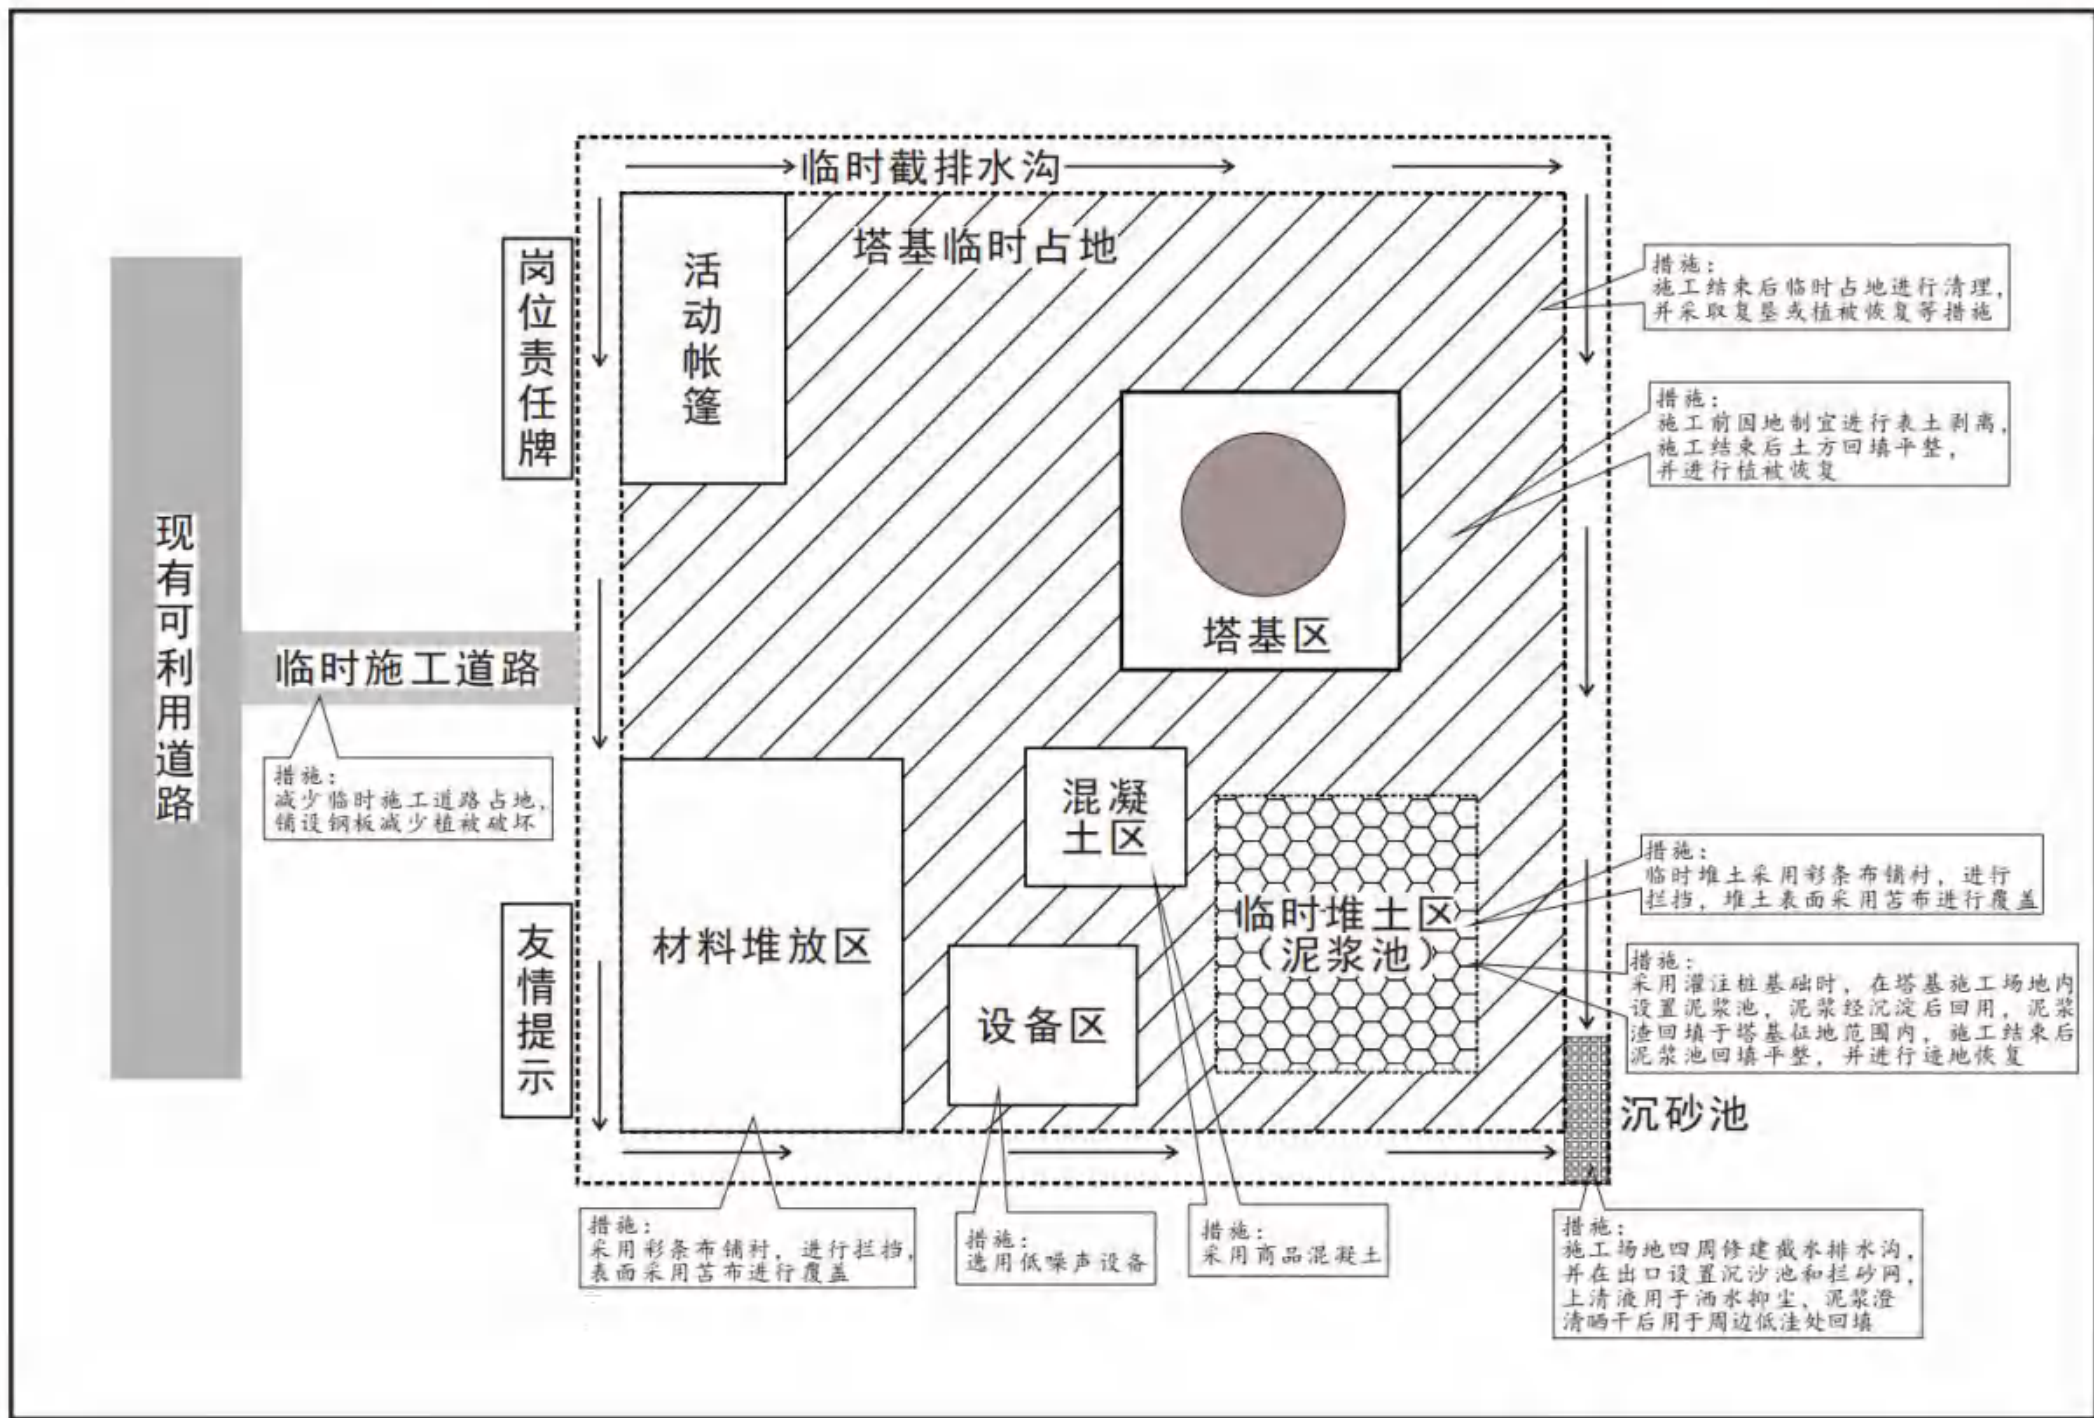 临时截排水沟
塔基临时占地
岗位责任牌
活动帐篷
措施：
施工结束后临时占地进行清理，
并采取复垦或植被恢复等措施
措施：
施工前因地制宜进行表土剥离，
施工结束后土方回填平整，
并进行植被恢复
塔基区
现有可利用道路
临时施工道路
措施：
减少临时施工道路占地，
铺设钢板减少植被破坏
混凝
土区
措施：
临时堆土采用彩条布铺衬，进行
拦挡，堆土表面采用苫布进行覆盖
临时堆土区
（泥浆池）
友情提示
材料堆放区
设备区
措施：
采用灌注桩基础时，在塔基施工场地内
设置泥浆池，泥浆经沉淀后回用，泥浆
渣回填于塔基征地范围内，施工结束后
泥浆池回填平整，并进行迹地恢复
沉砂池
措施：
采用彩条布铺衬，进行拦挡，
表面采用苫布进行覆盖
措施：
选用低噪声设备
措施：
采用商品混凝土
措施：
施工场地四周修建截水排水沟，
并在出口设置沉沙池和拦砂网，
上清液用于洒水抑尘、泥浆澄
清晒干后用于周边低洼处回填